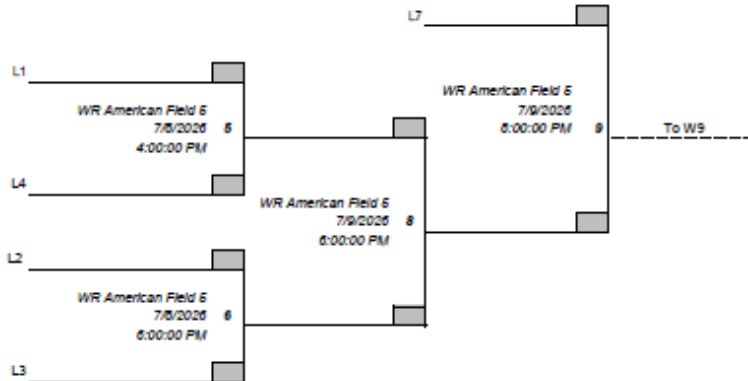 L7
L1
WR American Field 5
7/8/2026 5
4:00:00 PM
WR American Field 5
7/9/2026
8:00:00 PM 9
To W9
L4
WR American Field 5
7/9/2026 8
6:00:00 PM
L2
WR American Field 5
7/8/2026 6
6:00:00 PM
L3